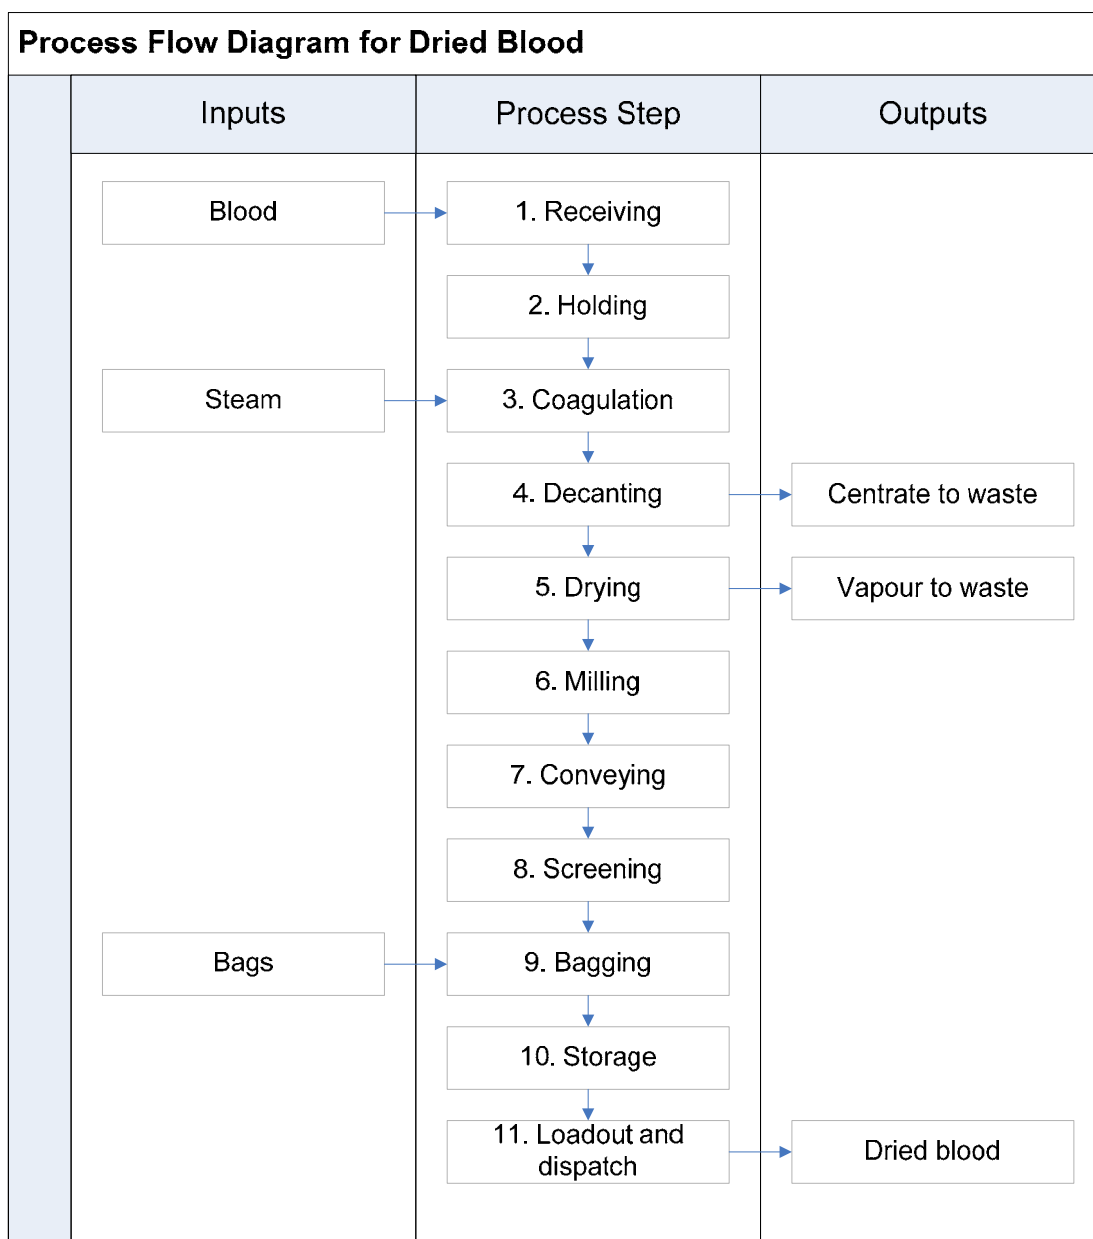 Process Flow Diagram for Dried Blood
Inputs
Process Step
Outputs
Blood
1. Receiving
2. Holding
Steam
3. Coagulation
4. Decanting
Centrate to waste
5. Drying
Vapour to waste
6. Milling
7. Conveying
8. Screening
Bags
9. Bagging
10. Storage
11. Loadout and
dispatch
Dried blood